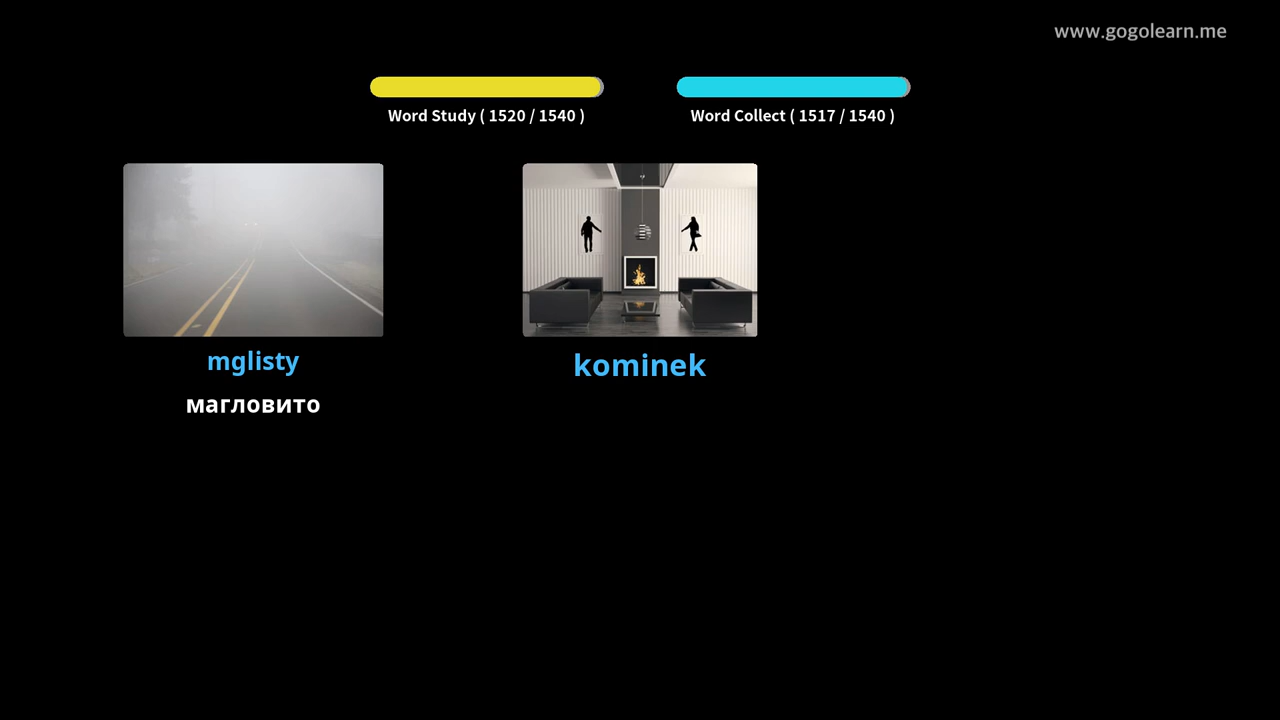 www.gogolearn.me
Word Study ( 1520 / 1540 )
Word Collect ( 1517 / 1540 )
mglisty
kominek
магловито